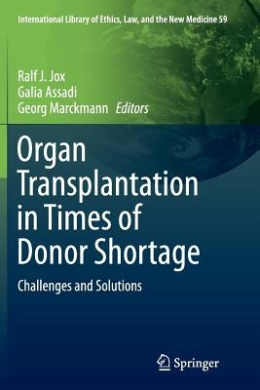 International Library of Ethics, Law, and the New Medicine 59
Ralf J. Jox
Galia Assadi
Georg Marckmann Editors
Organ
Transplantation
in Times of
Donor Shortage
Challenges and Solutions
Springer